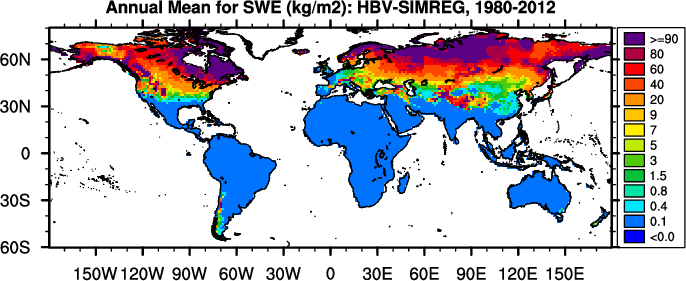 Annual Mean for SWE (kg/m2): HBV-SIMREG, 1980-2012
60N
30N
0
30S
60S
150W 120W 90W 60W 30W 0 30E 60E 90E 120E 150E
>=90
80
60
40
20
9
7
5
3
1.5
0.8
0.4
0.1
<0.0